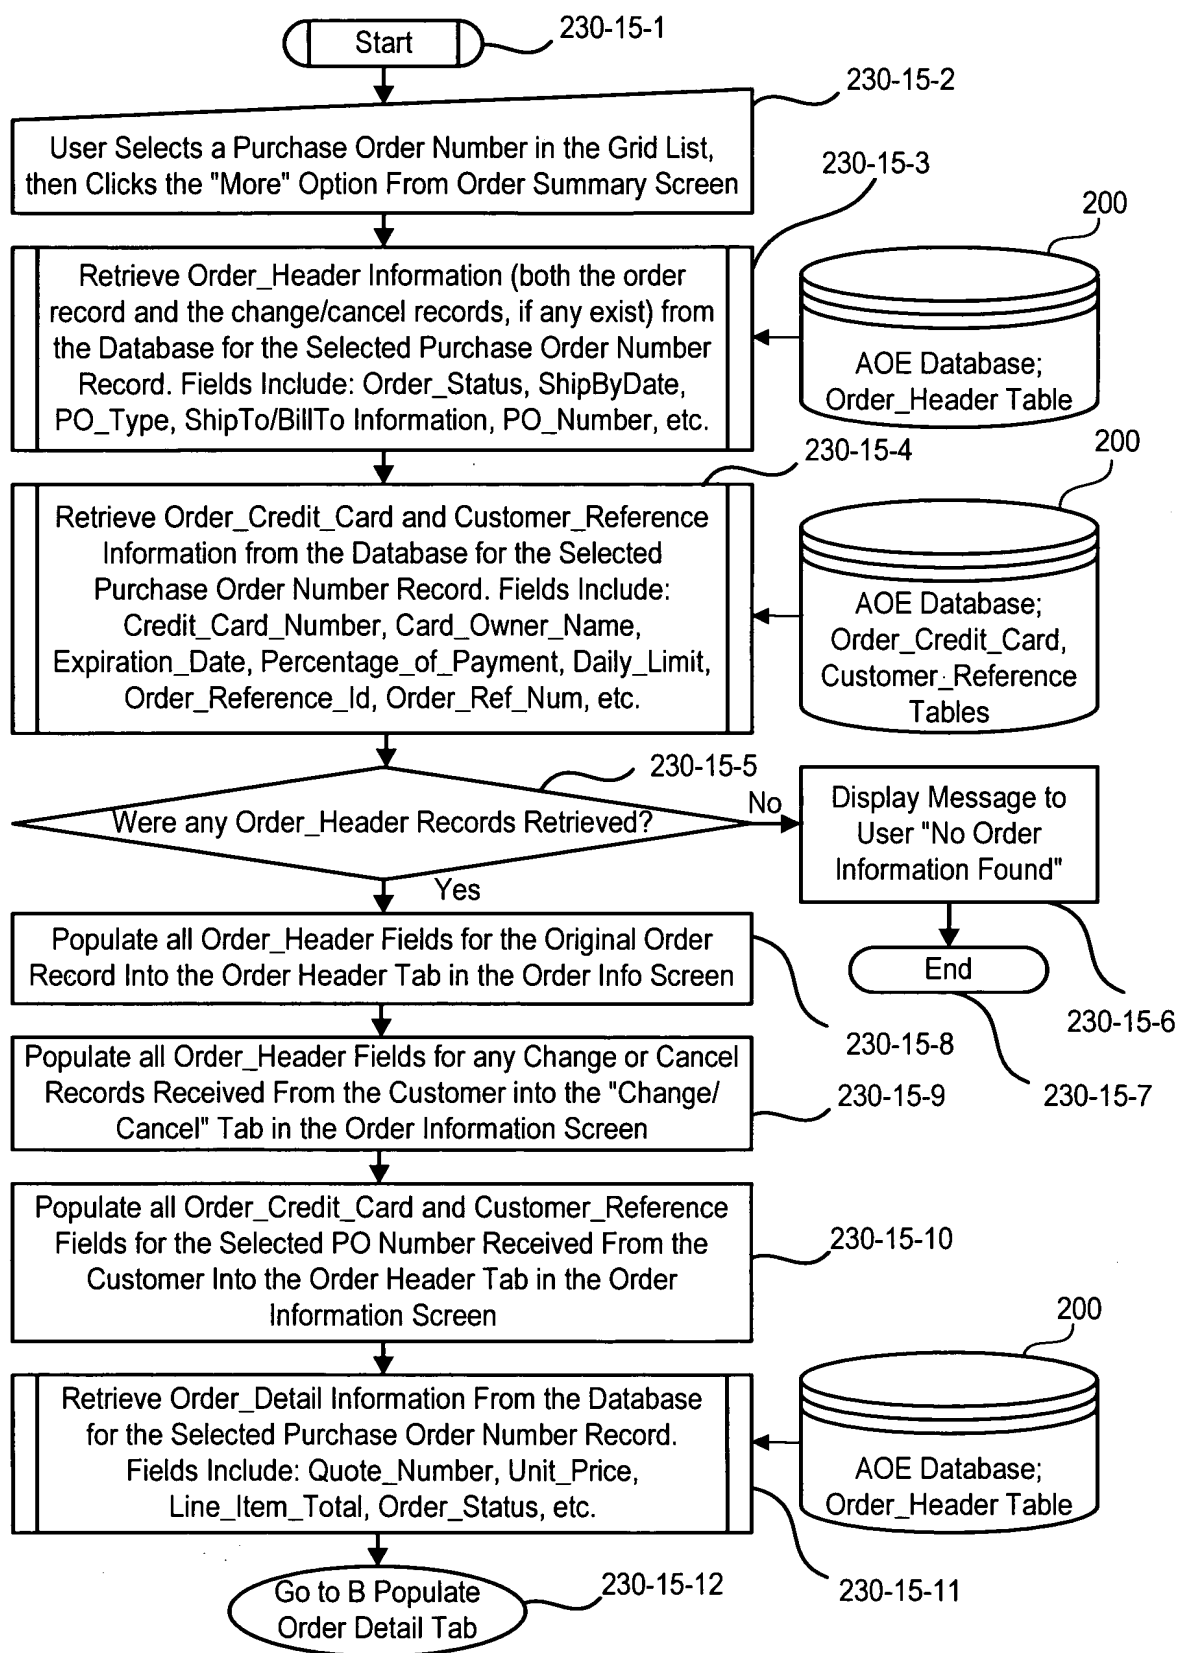 Start
230-15-1
230-15-2
User Selects a Purchase Order Number in the Grid List,
then Clicks the "More" Option From Order Summary Screen
230-15-3
Retrieve Order_Header Information (both the order
record and the change/cancel records, if any exist) from
the Database for the Selected Purchase Order Number
Record. Fields Include: Order_Status, ShipByDate,
PO_Type, ShipTo/BillTo Information, PO_Number, etc.
200
AOE Database;
Order_Header Table
230-15-4
Retrieve Order_Credit_Card and Customer_Reference
Information from the Database for the Selected
Purchase Order Number Record. Fields Include:
Credit_Card_Number, Card_Owner_Name,
Expiration_Date, Percentage_of_Payment, Daily_Limit,
Order_Reference_Id, Order_Ref_Num, etc.
200
AOE Database;
Order_Credit_Card,
Customer_Reference
Tables
230-15-5
Were any Order_Header Records Retrieved?
No
Display Message to
User "No Order
Information Found"
230-15-6
End
230-15-7
Yes
Populate all Order_Header Fields for the Original Order
Record Into the Order Header Tab in the Order Info Screen
230-15-8
Populate all Order_Header Fields for any Change or Cancel
Records Received From the Customer into the "Change/
Cancel" Tab in the Order Information Screen
230-15-9
Populate all Order_Credit_Card and Customer_Reference
Fields for the Selected PO Number Received From the
Customer Into the Order Header Tab in the Order
Information Screen
230-15-10
Retrieve Order_Detail Information From the Database
for the Selected Purchase Order Number Record.
Fields Include: Quote_Number, Unit_Price,
Line_Item_Total, Order_Status, etc.
200
AOE Database;
Order_Header Table
230-15-11
Go to B Populate
Order Detail Tab
230-15-12